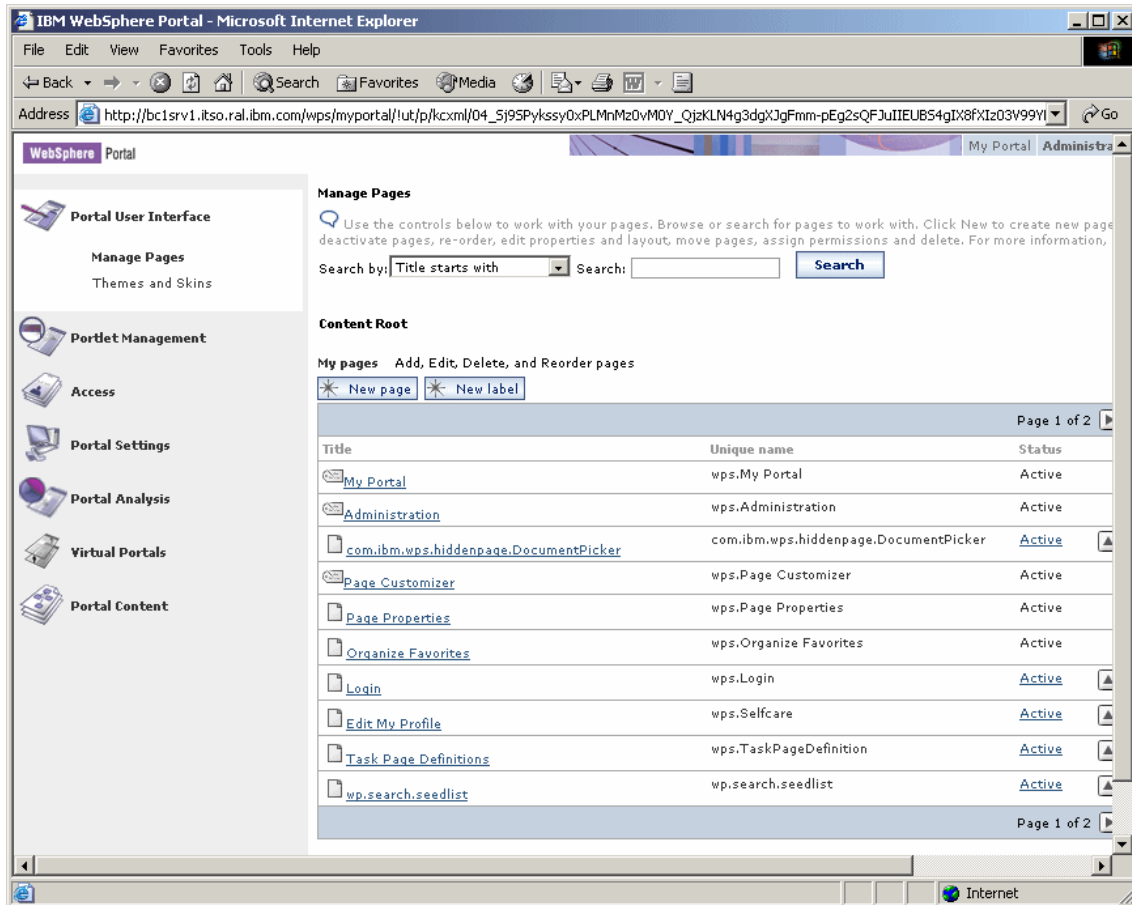 IBM WebSphere Portal - Microsoft Internet Explorer
File Edit View Favorites Tools Help
Back Search Favorites Media
Address http://bc1srv1.itso.ral.ibm.com/wps/myportal/!ut/p/kcxml/04_Sj9SPykssy0xPLMnMz0vM0Y_QjzKLN4g3dgXJgFmm-pEg2sQFJuIIEUBS4gIX8fXIz03V99YI Go
WebSphere Portal My Portal Administra
Portal User Interface
Manage Pages
Themes and Skins
Portlet Management
Access
Portal Settings
Portal Analysis
Virtual Portals
Portal Content
Manage Pages
Use the controls below to work with your pages. Browse or search for pages to work with. Click New to create new page
deactivate pages, re-order, edit properties and layout, move pages, assign permissions and delete. For more information,
Search by: Title starts with Search: Search
Content Root
My pages Add, Edit, Delete, and Reorder pages
New page New label
Page 1 of 2
Title Unique name Status
My Portal wps.My Portal Active
Administration wps.Administration Active
com.ibm.wps.hiddenpage.DocumentPicker com.ibm.wps.hiddenpage.DocumentPicker Active
Page Customizer wps.Page Customizer Active
Page Properties wps.Page Properties Active
Organize Favorites wps.Organize Favorites Active
Login wps.Login Active
Edit My Profile wps.Selfcare Active
Task Page Definitions wps.TaskPageDefinition Active
wp.search.seedlist wp.search.seedlist Active
Page 1 of 2
Internet